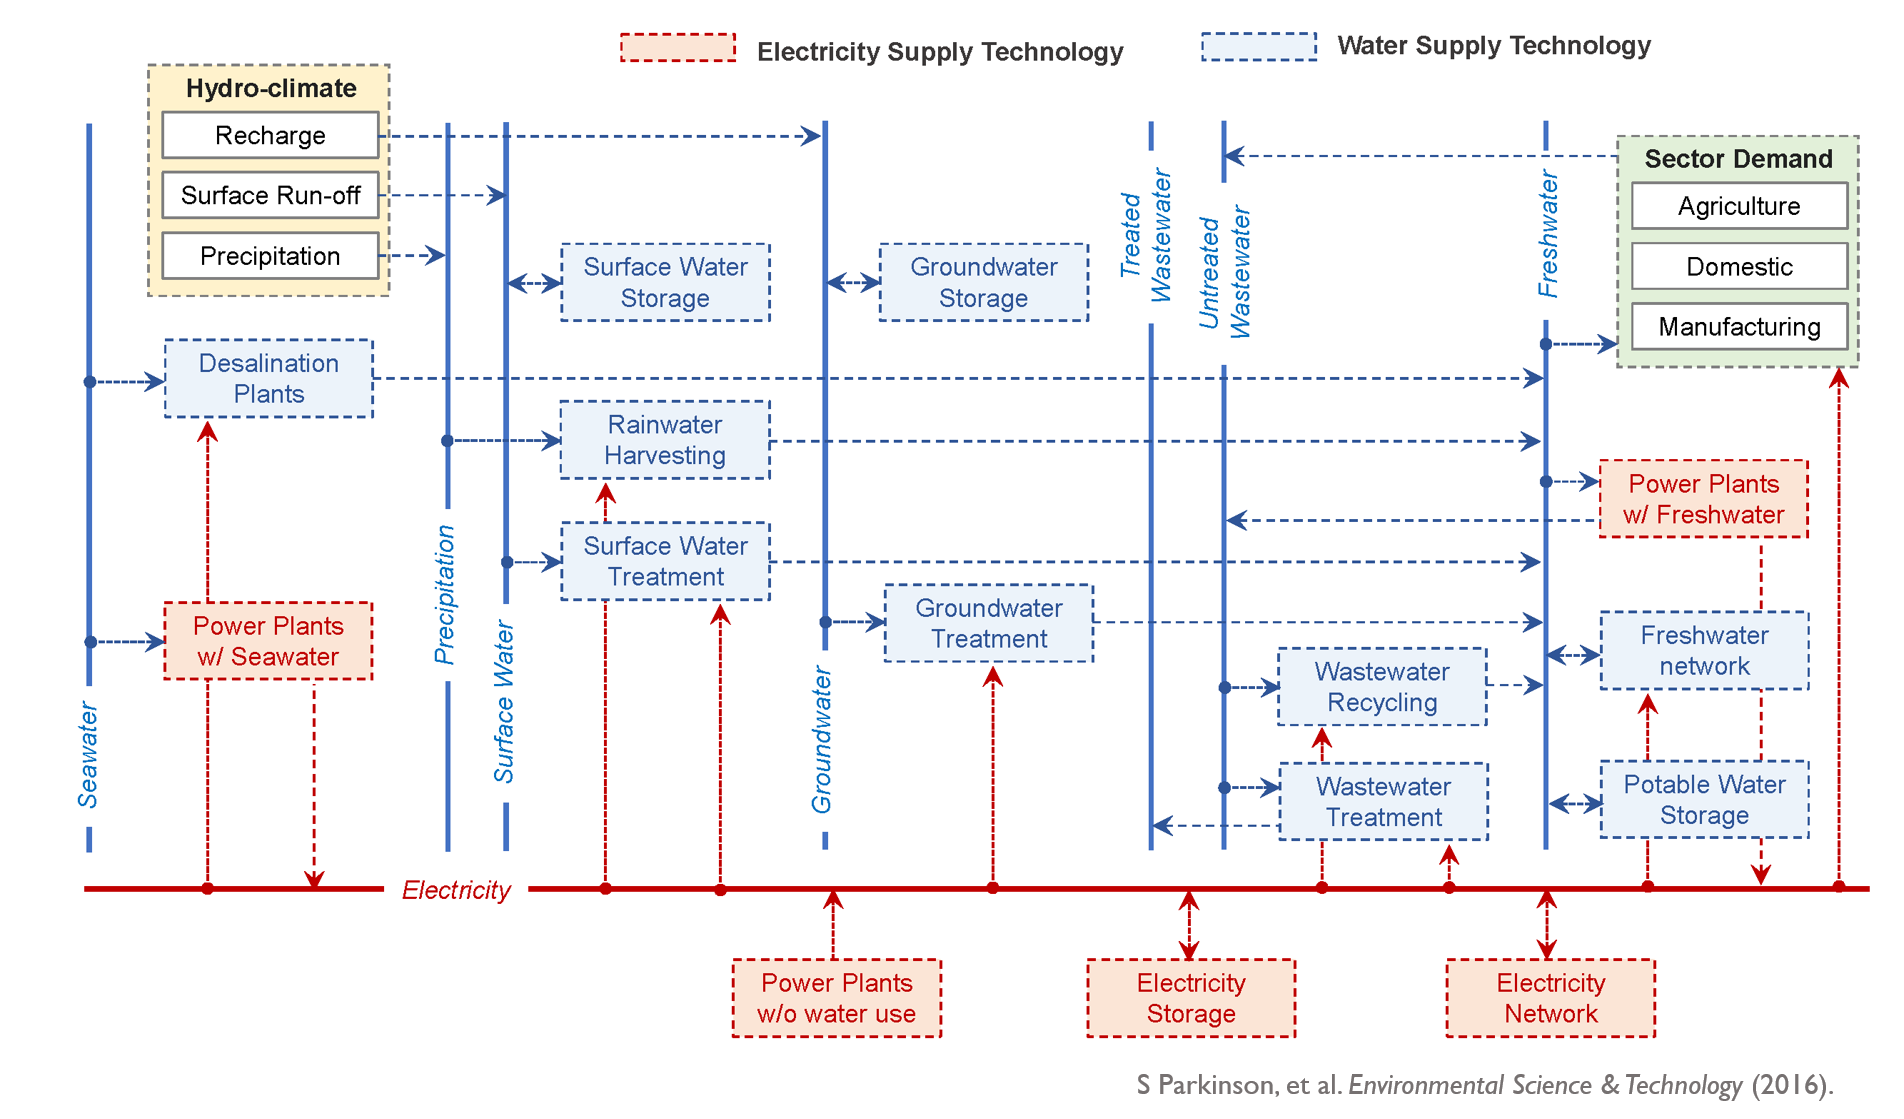 Electricity Supply Technology
Water Supply Technology
Hydro-climate
Recharge
Surface Run-off
Precipitation
Sector Demand
Agriculture
Domestic
Manufacturing
Treated
Wastewater
Untreated
Wastewater
Freshwater
Surface Water
Storage
Groundwater
Storage
Desalination
Plants
Rainwater
Harvesting
Power Plants
w/ Freshwater
Surface Water
Treatment
Groundwater
Treatment
Power Plants
w/ Seawater
Freshwater
network
Wastewater
Recycling
Wastewater
Treatment
Potable Water
Storage
Seawater
Precipitation
Surface Water
Groundwater
Electricity
Power Plants
w/o water use
Electricity
Storage
Electricity
Network
S Parkinson, et al. Environmental Science & Technology (2016).